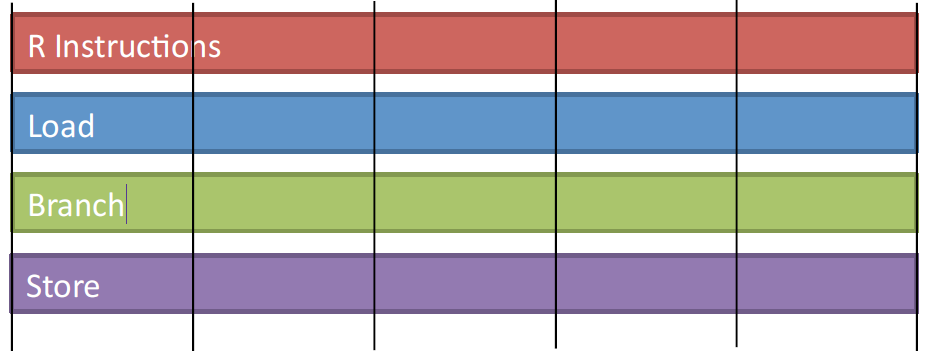 R Instructions
Load
Branch
Store